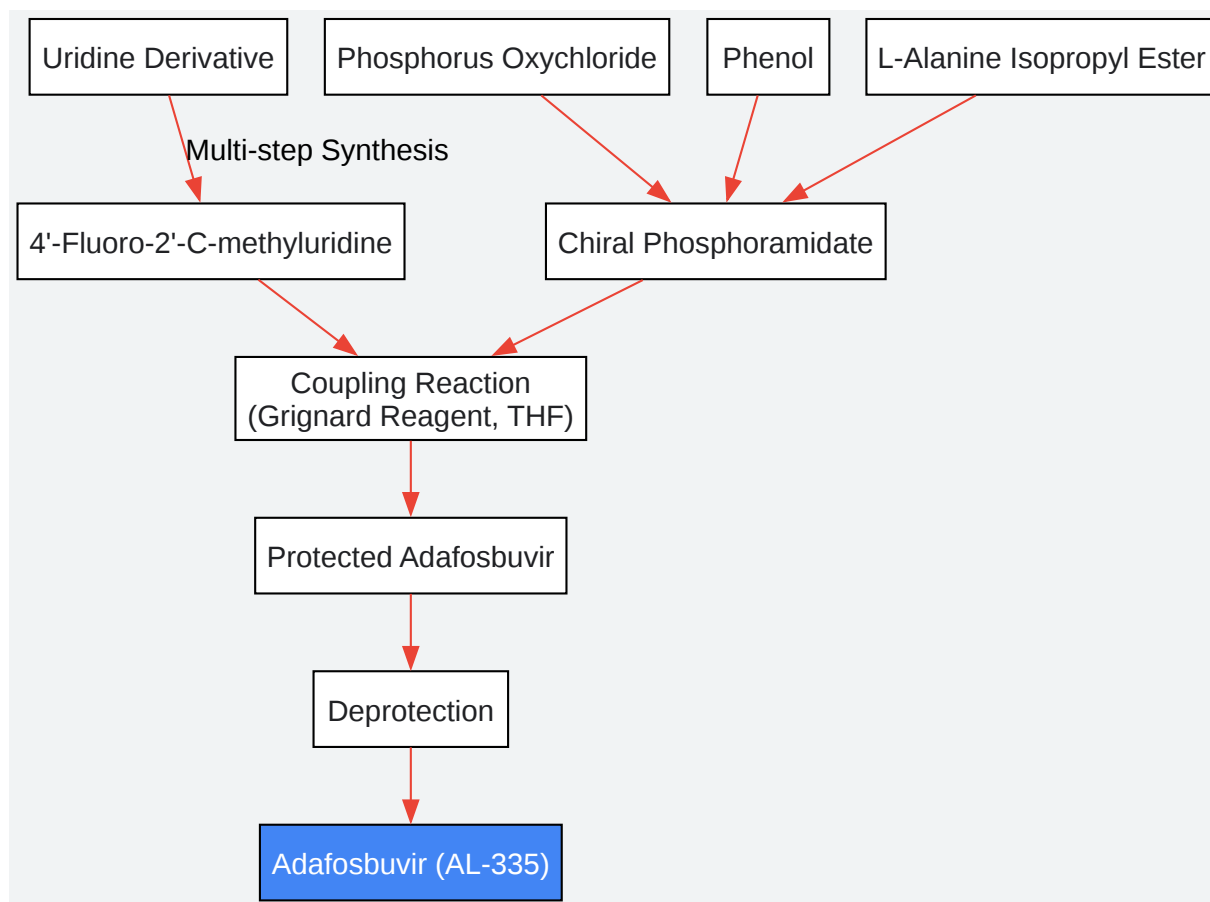 Uridine Derivative
Phosphorus Oxychloride
Phenol
L-Alanine Isopropyl Ester
Multi-step Synthesis
4'-Fluoro-2'-C-methyluridine
Chiral Phosphoramidate
Coupling Reaction
(Grignard Reagent, THF)
Protected Adafosbuvir
Deprotection
Adafosbuvir (AL-335)